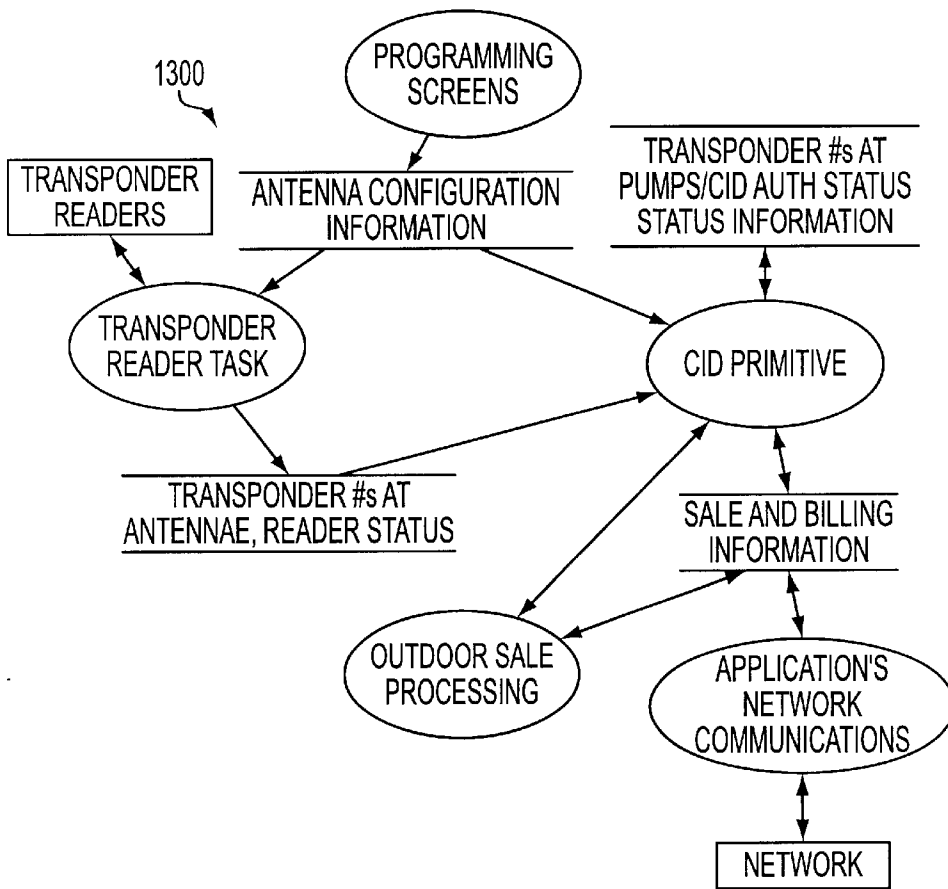 1300
PROGRAMMING
SCREENS
TRANSPONDER
READERS
ANTENNA CONFIGURATION
INFORMATION
TRANSPONDER #s AT
PUMPS/CID AUTH STATUS
STATUS INFORMATION
TRANSPONDER
READER TASK
CID PRIMITIVE
TRANSPONDER #s AT
ANTENNAE, READER STATUS
SALE AND BILLING
INFORMATION
OUTDOOR SALE
PROCESSING
APPLICATION'S
NETWORK
COMMUNICATIONS
NETWORK